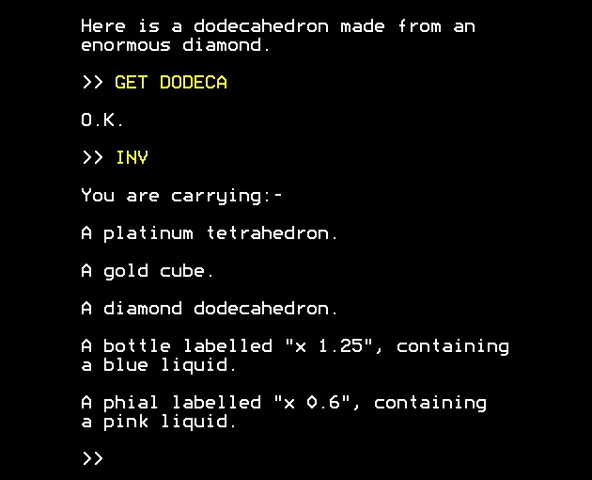 Here is a dodecahedron made from an
enormous diamond.
>> GET DODECA
O.K.
>> INV
You are carrying:-
A platinum tetrahedron.
A gold cube.
A diamond dodecahedron.
A bottle labelled "x 1.25", containing
a blue liquid.
A phial labelled "x 0.6", containing
a pink liquid.
>>